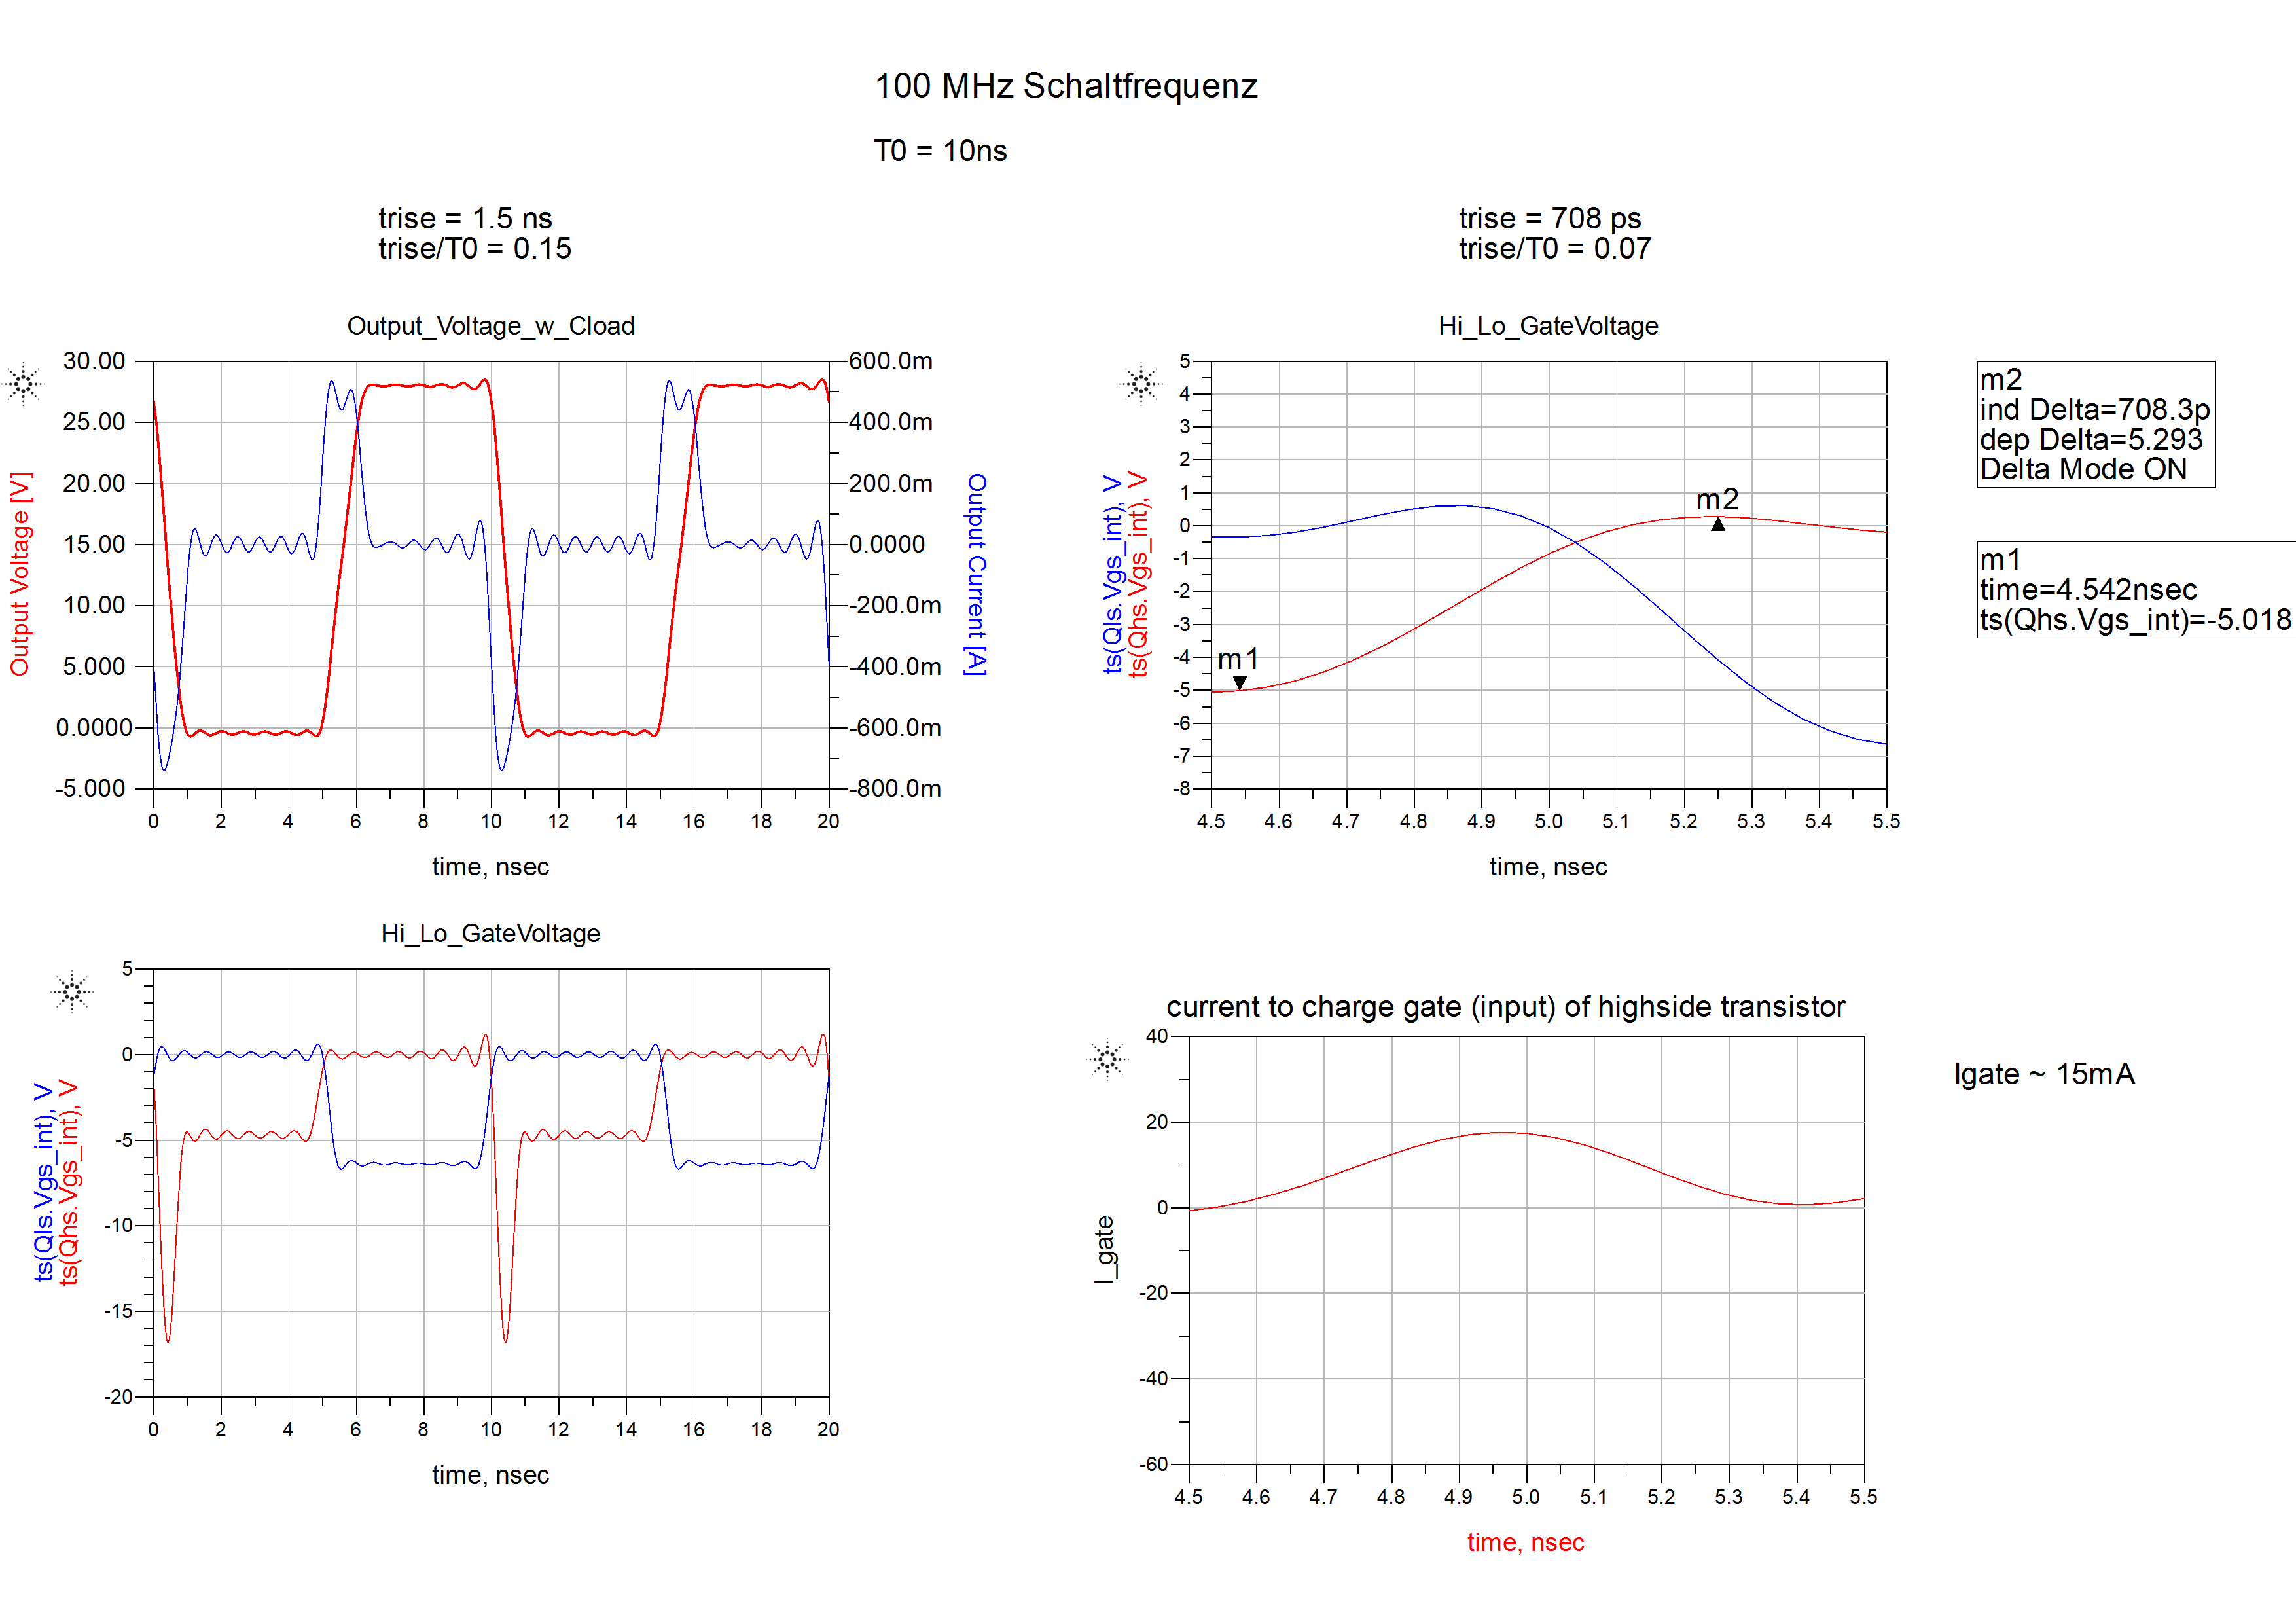 100 MHz Schaltfrequenz
T0 = 10ns
trise = 1.5 ns
trise/T0 = 0.15
trise = 708 ps
trise/T0 = 0.07
Output_Voltage_w_Cload
30.00
25.00
20.00
15.00
10.00
5.000
0.0000
-5.000
600.0m
400.0m
200.0m
0.0000
-200.0m
-400.0m
-600.0m
-800.0m
Output Voltage [V]
Output Current [A]
0 2 4 6 8 10 12 14 16 18 20
time, nsec
Hi_Lo_GateVoltage
5
4
3
2
1
0
-1
-2
-3
-4
-5
-6
-7
-8
ts(Qls.Vgs_int), V
ts(Qhs.Vgs_int), V
m1
m2
4.5 4.6 4.7 4.8 4.9 5.0 5.1 5.2 5.3 5.4 5.5
time, nsec
m2
ind Delta=708.3p
dep Delta=5.293
Delta Mode ON
m1
time=4.542nsec
ts(Qhs.Vgs_int)=-5.018
Hi_Lo_GateVoltage
5
0
-5
-10
-15
-20
ts(Qls.Vgs_int), V
ts(Qhs.Vgs_int), V
0 2 4 6 8 10 12 14 16 18 20
time, nsec
current to charge gate (input) of highside transistor
40
20
0
-20
-40
-60
I_gate
4.5 4.6 4.7 4.8 4.9 5.0 5.1 5.2 5.3 5.4 5.5
time, nsec
Igate ~ 15mA